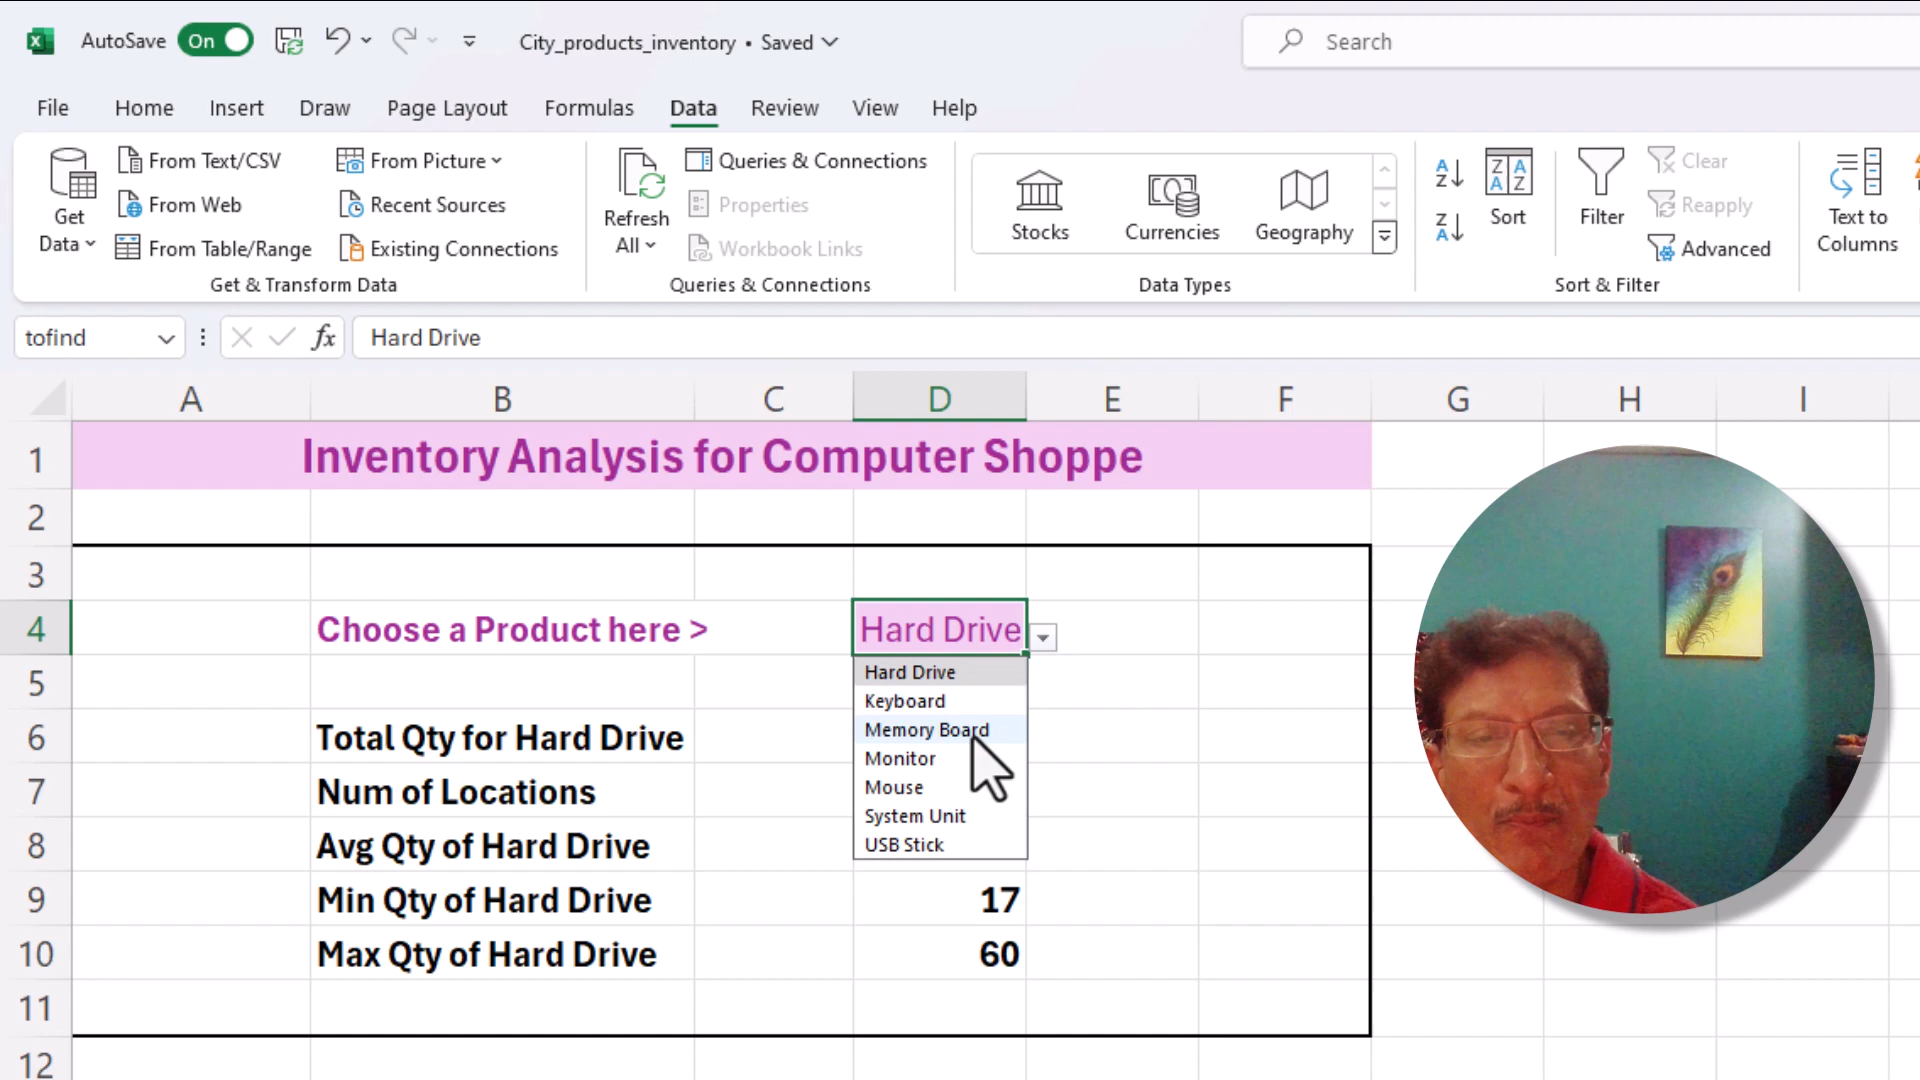 AutoSave On City_products_inventory • Saved Search
File Home Insert Draw Page Layout Formulas Data Review View Help
Get Data
From Text/CSV
From Web
From Table/Range
From Picture
Recent Sources
Existing Connections
Get & Transform Data
Refresh All
Queries & Connections
Properties
Workbook Links
Queries & Connections
Stocks Currencies Geography
Data Types
Sort
Filter
Clear
Reapply
Advanced
Sort & Filter
Text to Columns
tofind fx Hard Drive
A B C D E F G H I
1 Inventory Analysis for Computer Shoppe
2
3
4 Choose a Product here > Hard Drive
Hard Drive
Keyboard
Memory Board
Monitor
Mouse
System Unit
USB Stick
5
6 Total Qty for Hard Drive
7 Num of Locations
8 Avg Qty of Hard Drive
9 Min Qty of Hard Drive 17
10 Max Qty of Hard Drive 60
11
12